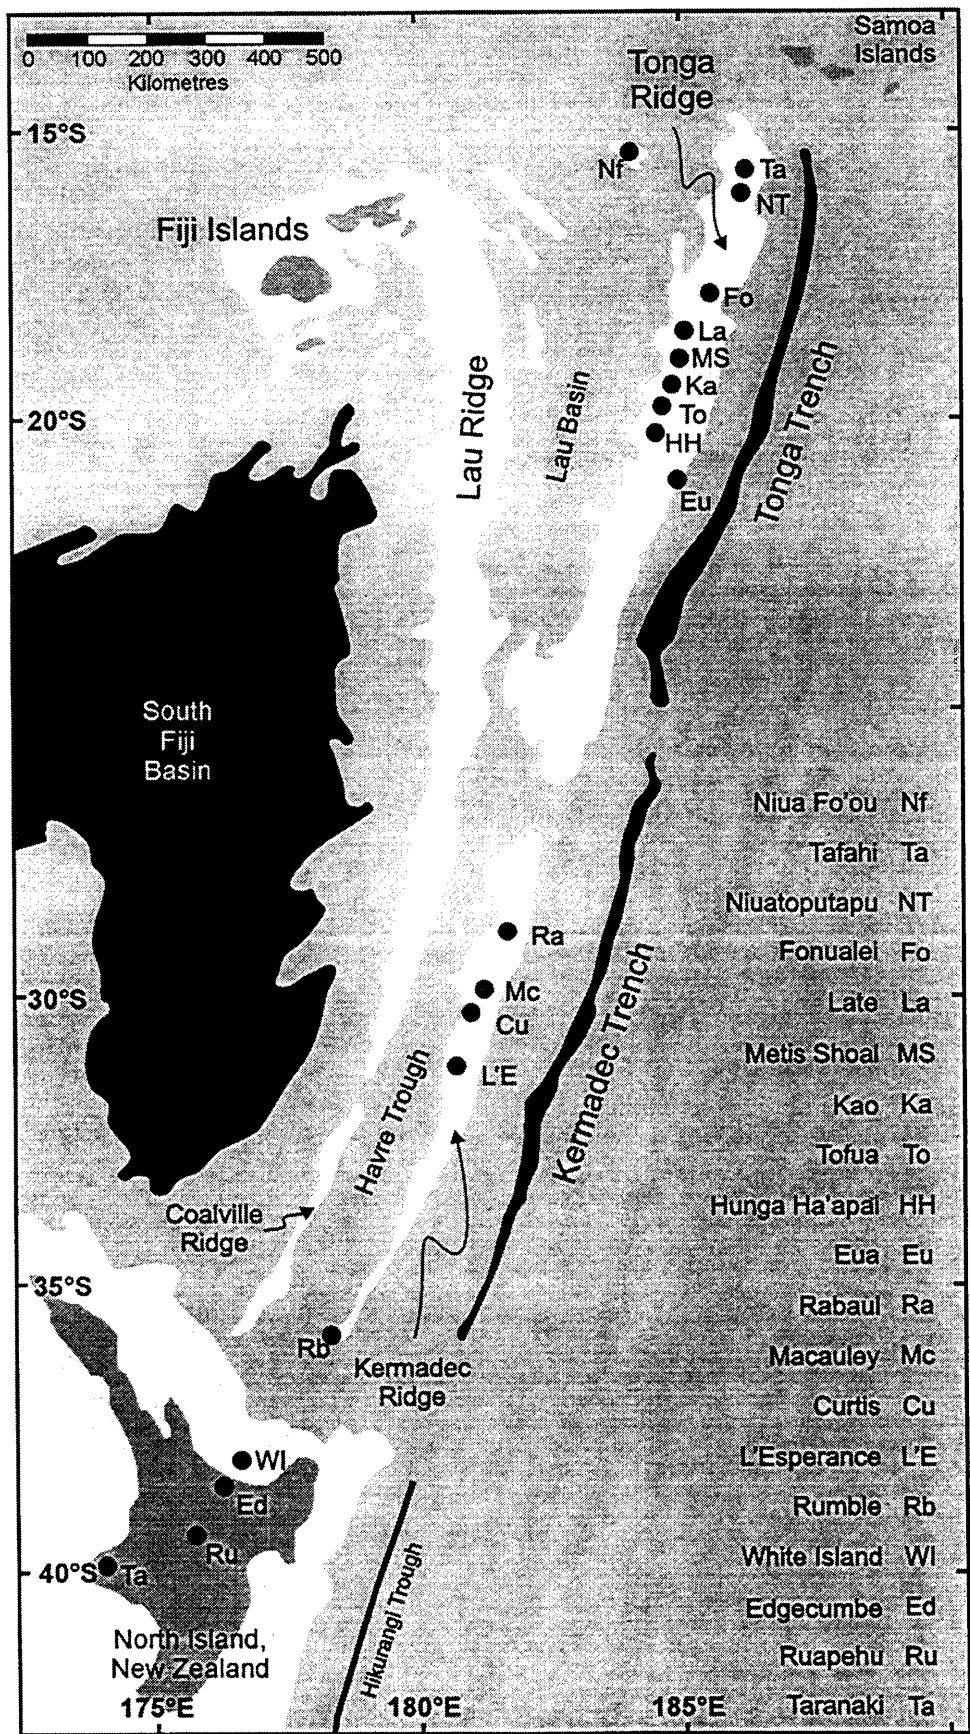 Samoa
Islands
0 100 200 300 400 500
Kilometres
Tonga
Ridge
15°S
Nf
Ta
NT
Fiji Islands
Fo
La
MS
Ka
To
HH
Eu
Lau Ridge
Lau Basin
Tonga Trench
20°S
South
Fiji
Basin
Niua Fo'ou Nf
Tafahi Ta
Niuatoputapu NT
Fonualei Fo
Late La
Metis Shoal MS
Kao Ka
Tofua To
Hunga Ha'apai HH
Eua Eu
Rabaul Ra
Macauley Mc
Curtis Cu
L'Esperance L'E
Rumble Rb
White Island WI
Edgecumbe Ed
Ruapehu Ru
Taranaki Ta
Ra
30°S
Mc
Cu
L'E
Havre Trough
Kermadec Trench
Coalville
Ridge
35°S
Rb
Kermadec
Ridge
WI
Ed
Ru
40°S
Ta
Hikurangi Trough
North Island,
New Zealand
175°E
180°E
185°E